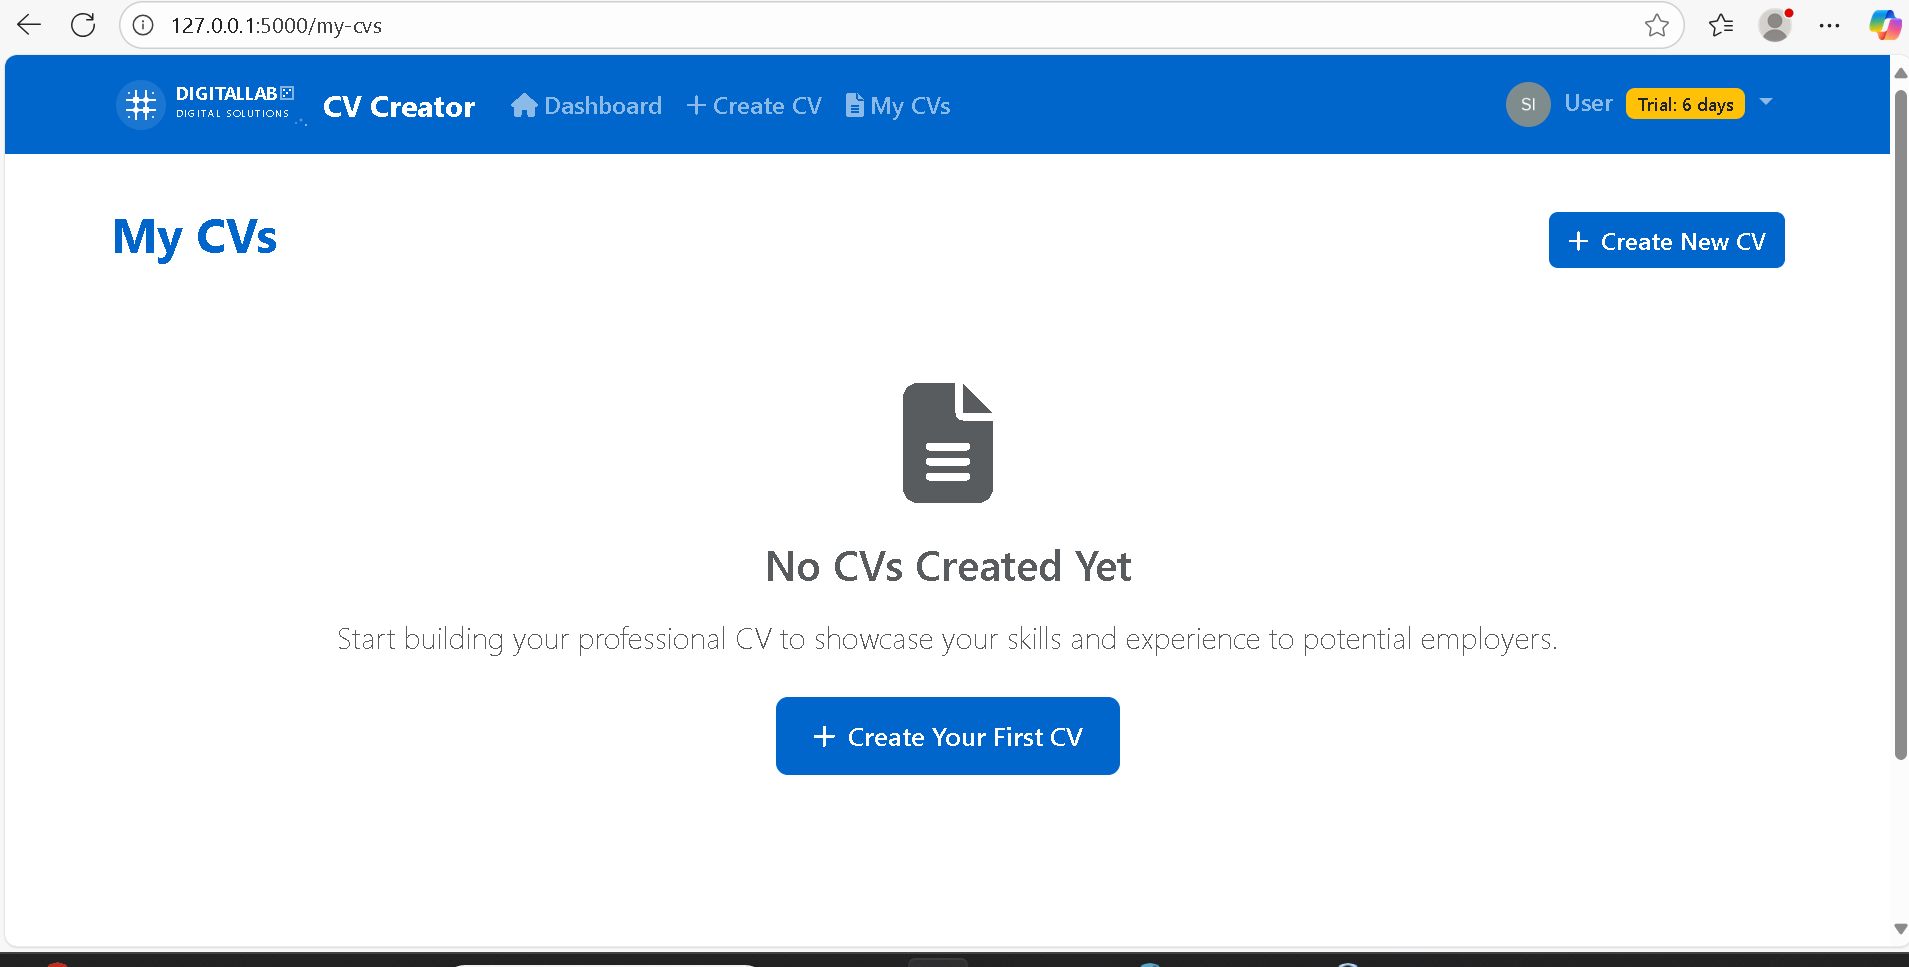 127.0.0.1:5000/my-cvs
DIGITALLAB
DIGITAL SOLUTIONS
CV Creator
Dashboard
Create CV
My CVs
SI
User
Trial: 6 days
My CVs
+ Create New CV
No CVs Created Yet
Start building your professional CV to showcase your skills and experience to potential employers.
+ Create Your First CV